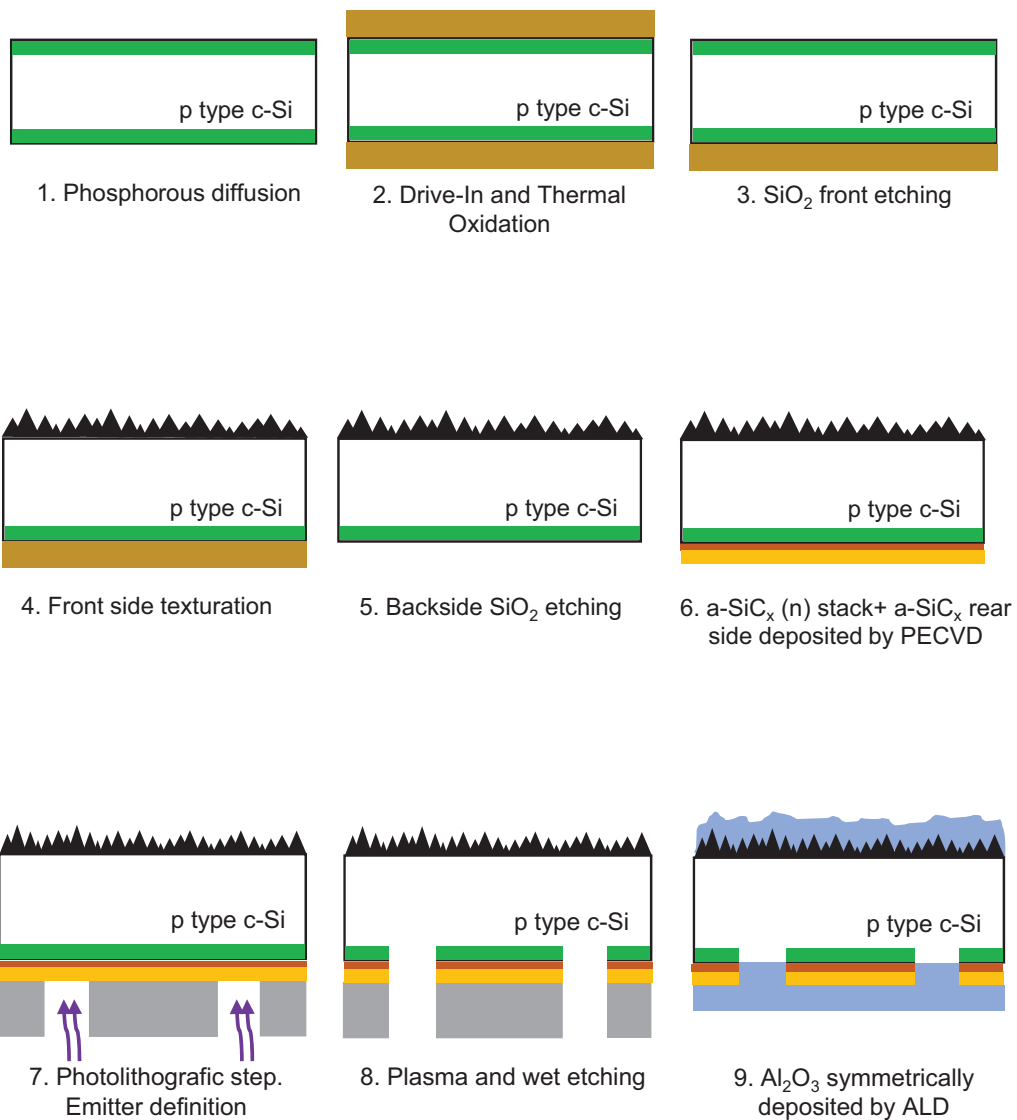 p type c-Si
p type c-Si
p type c-Si
1. Phosphorous diffusion
2. Drive-In and Thermal
Oxidation
3. SiO₂ front etching
p type c-Si
p type c-Si
p type c-Si
4. Front side texturation
5. Backside SiO₂ etching
6. a-SiCₓ (n) stack+ a-SiCₓ rear
side deposited by PECVD
p type c-Si
p type c-Si
p type c-Si
7. Photolithografic step.
Emitter definition
8. Plasma and wet etching
9. Al₂O₃ symmetrically
deposited by ALD